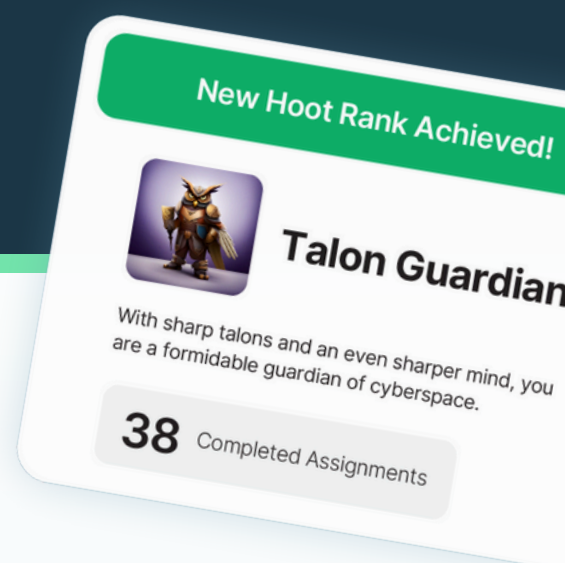 New Hoot Rank Achieved!
Talon Guardian
With sharp talons and an even sharper mind, you
are a formidable guardian of cyberspace.
38 Completed Assignments